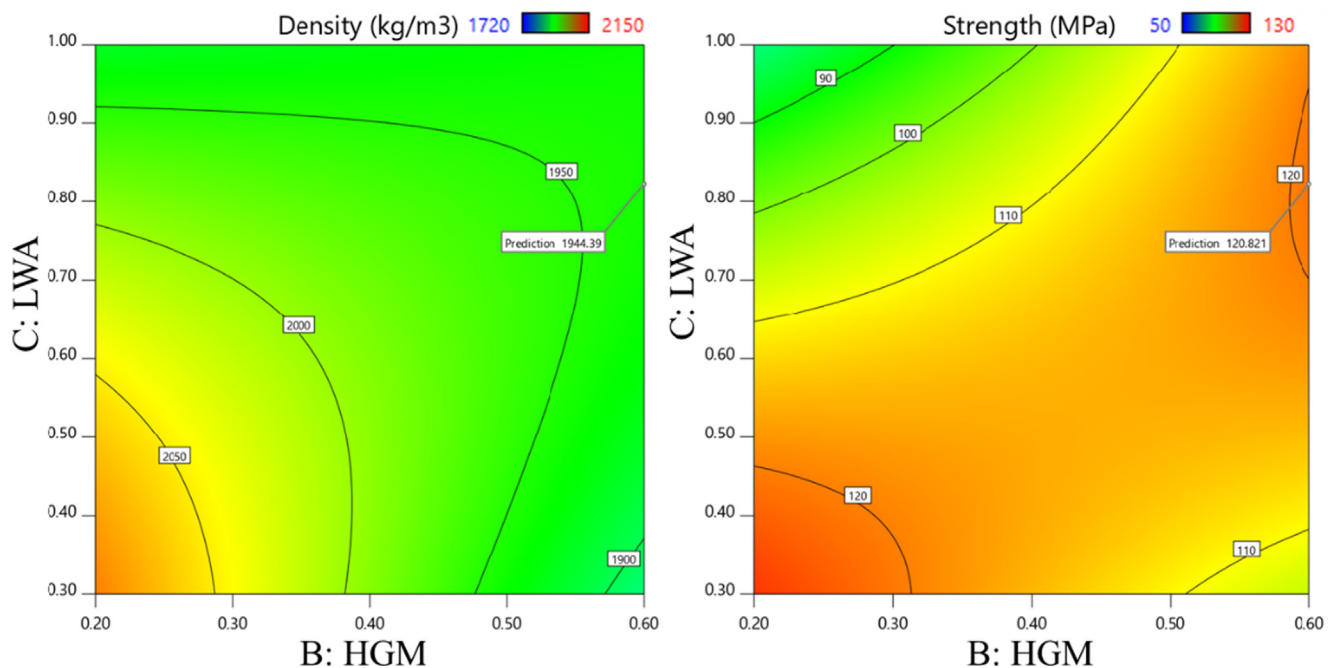 Density (kg/m3) 1720 2150
1.00
0.90
0.80
0.70
0.60
0.50
0.40
0.30
C: LWA
1950
Prediction 1944.39
2000
2050
1900
0.20 0.30 0.40 0.50 0.60
B: HGM
Strength (MPa) 50 130
1.00
0.90
0.80
0.70
0.60
0.50
0.40
0.30
C: LWA
90
100
120
110
Prediction 120.821
120
110
0.20 0.30 0.40 0.50 0.60
B: HGM